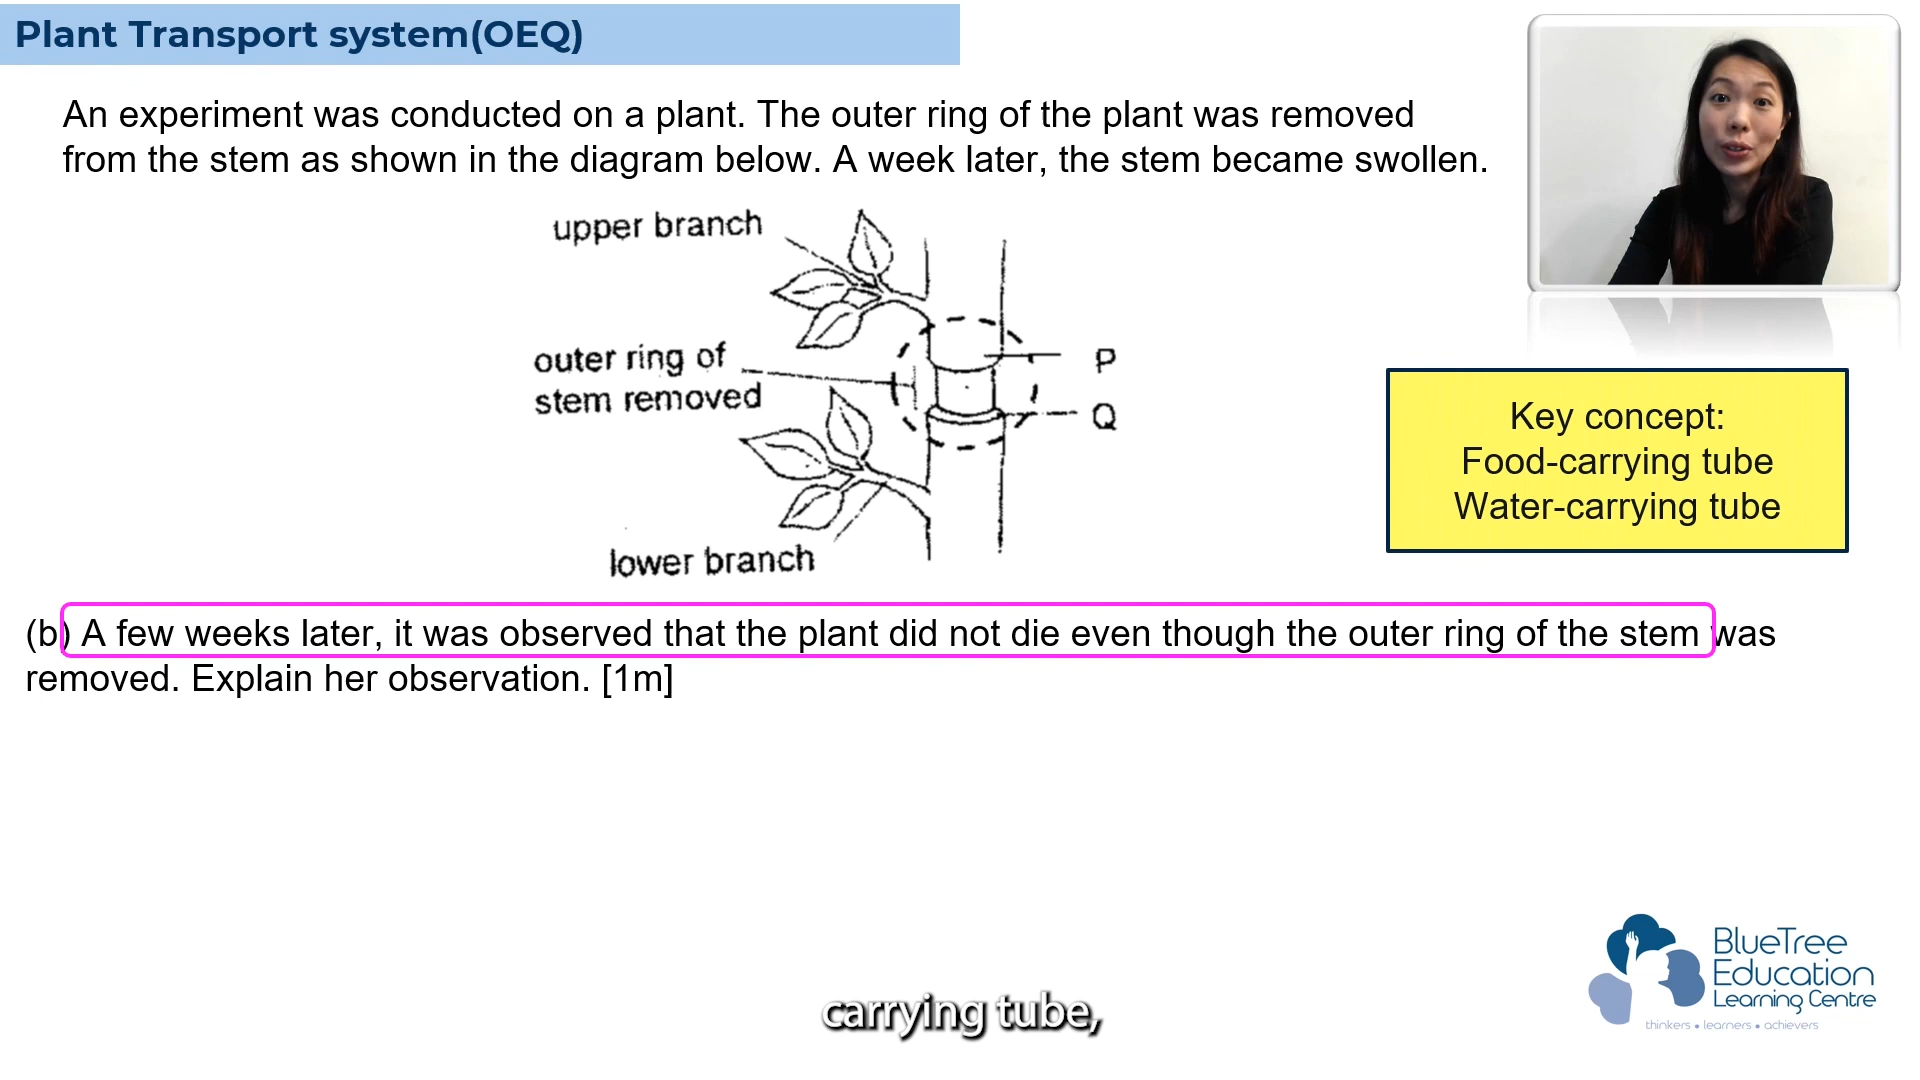 Plant Transport system(OEQ)
An experiment was conducted on a plant. The outer ring of the plant was removed
from the stem as shown in the diagram below. A week later, the stem became swollen.
upper branch
outer ring of
stem removed
P
Q
lower branch
Key concept:
Food-carrying tube
Water-carrying tube
(b) A few weeks later, it was observed that the plant did not die even though the outer ring of the stem was
removed. Explain her observation. [1m]
carrying tube,
BlueTree
Education
Learning Centre
thinkers • learners • achievers